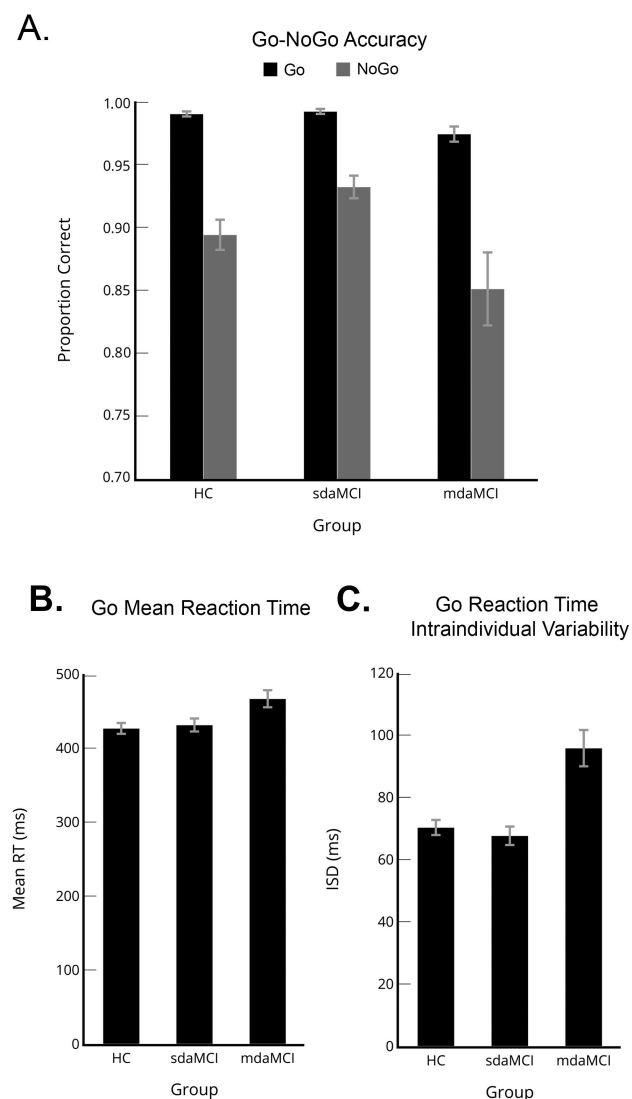 A.
Go-NoGo Accuracy
Go NoGo
1.00
0.95
0.90
0.85
0.80
0.75
0.70
Proportion Correct
HC sdaMCI mdaMCI
Group
B. Go Mean Reaction Time
500
400
300
200
100
0
Mean RT (ms)
HC sdaMCI mdaMCI
Group
C. Go Reaction Time
Intraindividual Variability
120
100
80
60
40
20
0
ISD (ms)
HC sdaMCI mdaMCI
Group